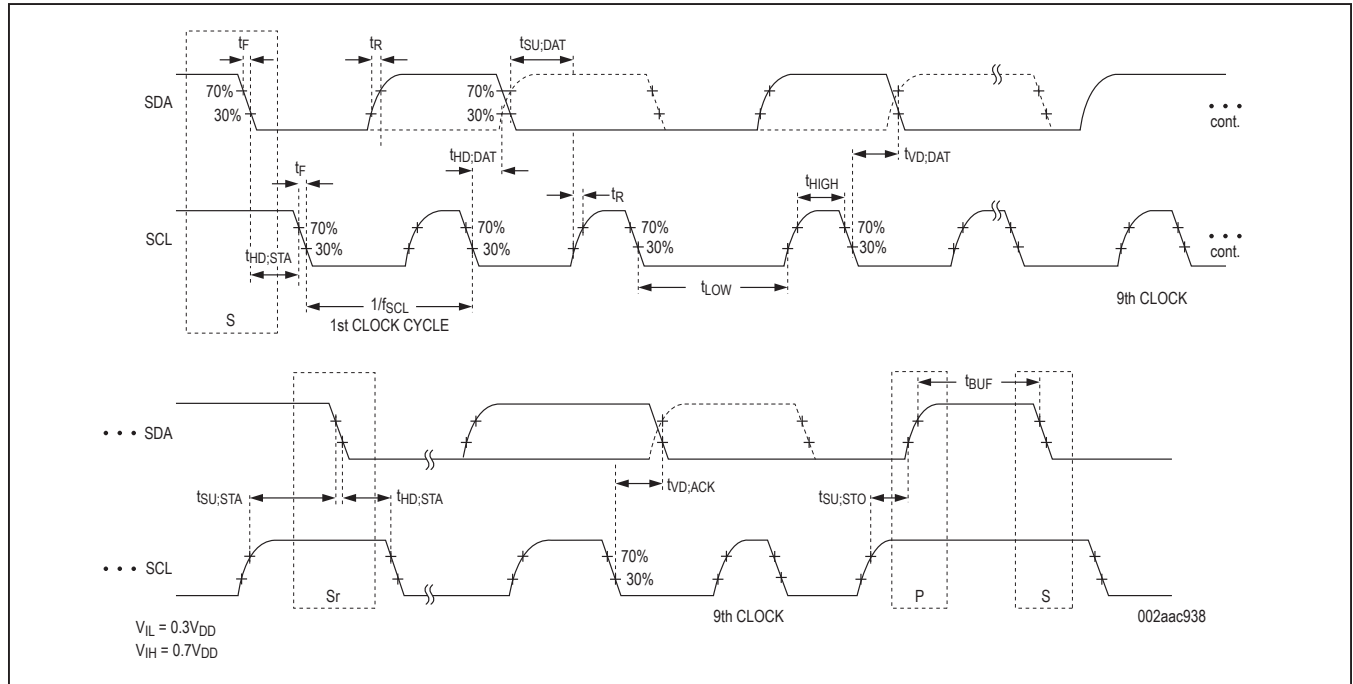 tF
tR
tSU;DAT
SDA
70%
30%
70%
30%
cont.
tF
tHD;DAT
tR
tHIGH
tVD;DAT
SCL
70%
30%
70%
30%
70%
30%
70%
30%
cont.
tHD;STA
1/fSCL
1st CLOCK CYCLE
tLOW
9th CLOCK
S
tBUF
SDA
tSU;STA
tHD;STA
tVD;ACK
tSU;STO
SCL
70%
30%
Sr
9th CLOCK
P
S
002aac938
VIL = 0.3VDD
VIH = 0.7VDD